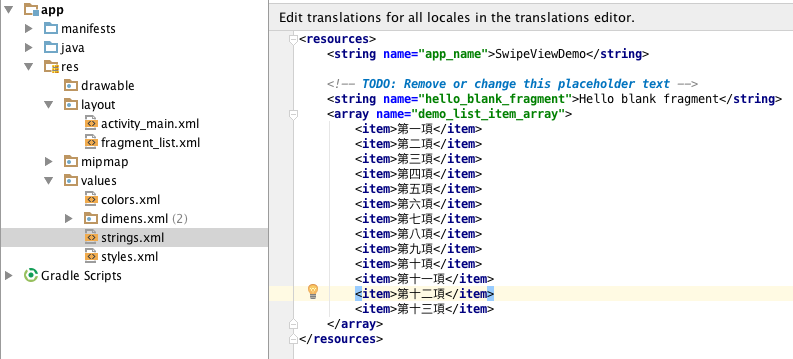 app
manifests
java
res
drawable
layout
activity_main.xml
fragment_list.xml
mipmap
values
colors.xml
dimens.xml (2)
strings.xml
styles.xml
Gradle Scripts
Edit translations for all locales in the translations editor.
<resources>
<string name="app_name">SwipeViewDemo</string>
<!-- TODO: Remove or change this placeholder text -->
<string name="hello_blank_fragment">Hello blank fragment</string>
<array name="demo_list_item_array">
<item>第一項</item>
<item>第二項</item>
<item>第三項</item>
<item>第四項</item>
<item>第五項</item>
<item>第六項</item>
<item>第七項</item>
<item>第八項</item>
<item>第九項</item>
<item>第十項</item>
<item>第十一項</item>
<item>第十二項</item>
<item>第十三項</item>
</array>
</resources>